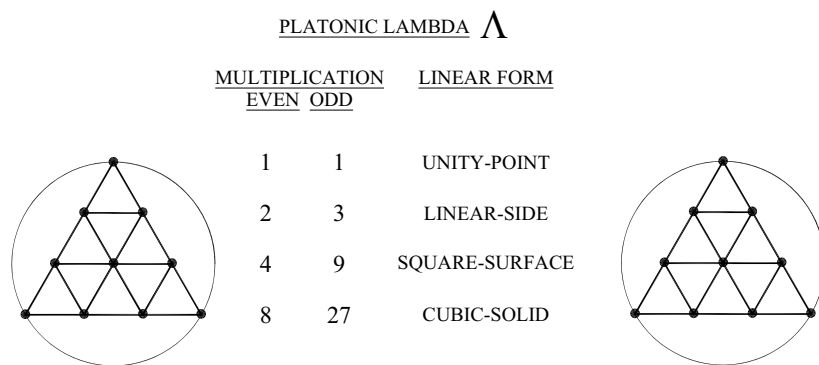 PLATONIC LAMBDA Λ
MULTIPLICATION LINEAR FORM
EVEN ODD
1 1 UNITY-POINT
2 3 LINEAR-SIDE
4 9 SQUARE-SURFACE
8 27 CUBIC-SOLID